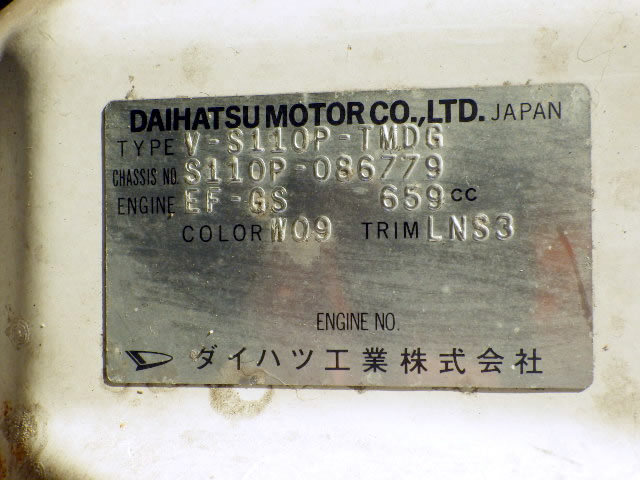 DAIHATSU MOTOR CO., LTD. JAPAN
TYPE V-S110P-TMDG
CHASSIS NO. S110P-086779
ENGINE EF-GS 659 CC
COLOR W09 TRIM LNS3
ENGINE NO.
ダイハツ工業株式会社